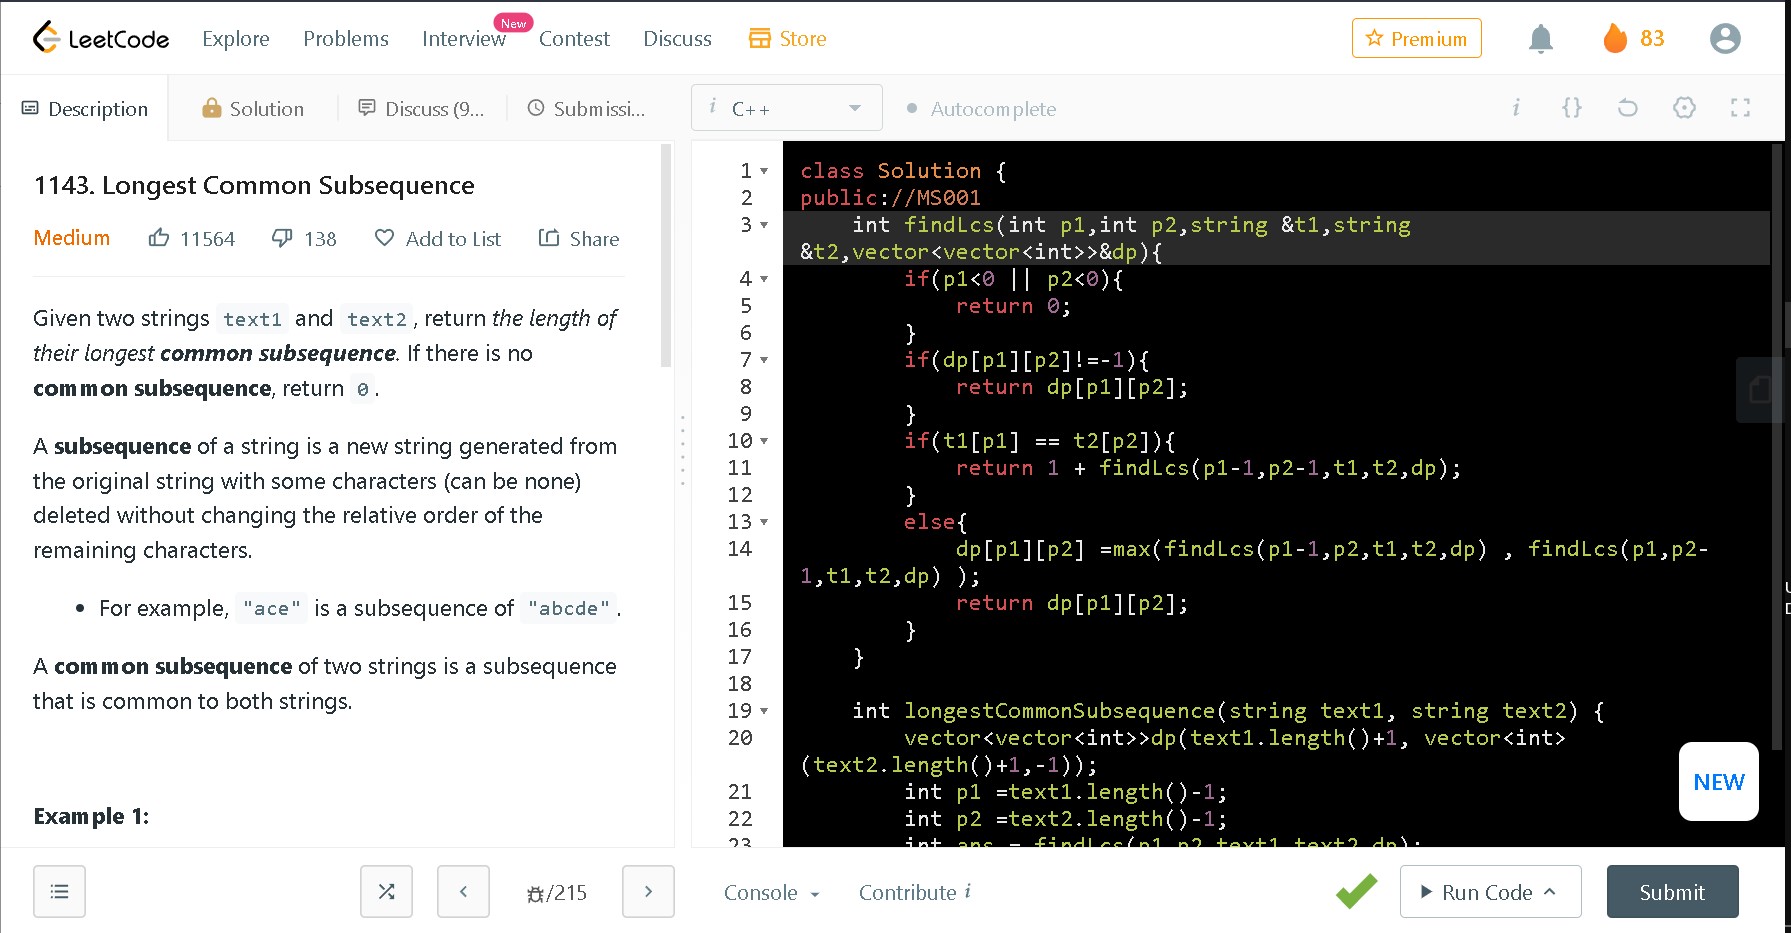 LeetCode Explore Problems Interview New Contest Discuss Store Premium 83
Description Solution Discuss (9... Submissi... i C++ Autocomplete i {}
1143. Longest Common Subsequence
Medium 11564 138 Add to List Share
Given two strings text1 and text2, return the length of
their longest common subsequence. If there is no
common subsequence, return 0.
A subsequence of a string is a new string generated from
the original string with some characters (can be none)
deleted without changing the relative order of the
remaining characters.
• For example, "ace" is a subsequence of "abcde".
A common subsequence of two strings is a subsequence
that is common to both strings.
Example 1:
1 class Solution {
2 public://MS001
3 int findLcs(int p1,int p2,string &t1,string
&t2,vector<vector<int>>&dp){
4 if(p1<0 || p2<0){
5 return 0;
6 }
7 if(dp[p1][p2]!=-1){
8 return dp[p1][p2];
9 }
10 if(t1[p1] == t2[p2]){
11 return 1 + findLcs(p1-1,p2-1,t1,t2,dp);
12 }
13 else{
14 dp[p1][p2] =max(findLcs(p1-1,p2,t1,t2,dp) , findLcs(p1,p2-
1,t1,t2,dp) );
15 return dp[p1][p2];
16 }
17 }
18
19 int longestCommonSubsequence(string text1, string text2) {
20 vector<vector<int>>dp(text1.length()+1, vector<int>
(text2.length()+1,-1));
21 int p1 =text1.length()-1;
22 int p2 =text2.length()-1;
23 int ans = findLcs(p1,p2,text1,text2,dp);
NEW
/215 Console Contribute i Run Code Submit